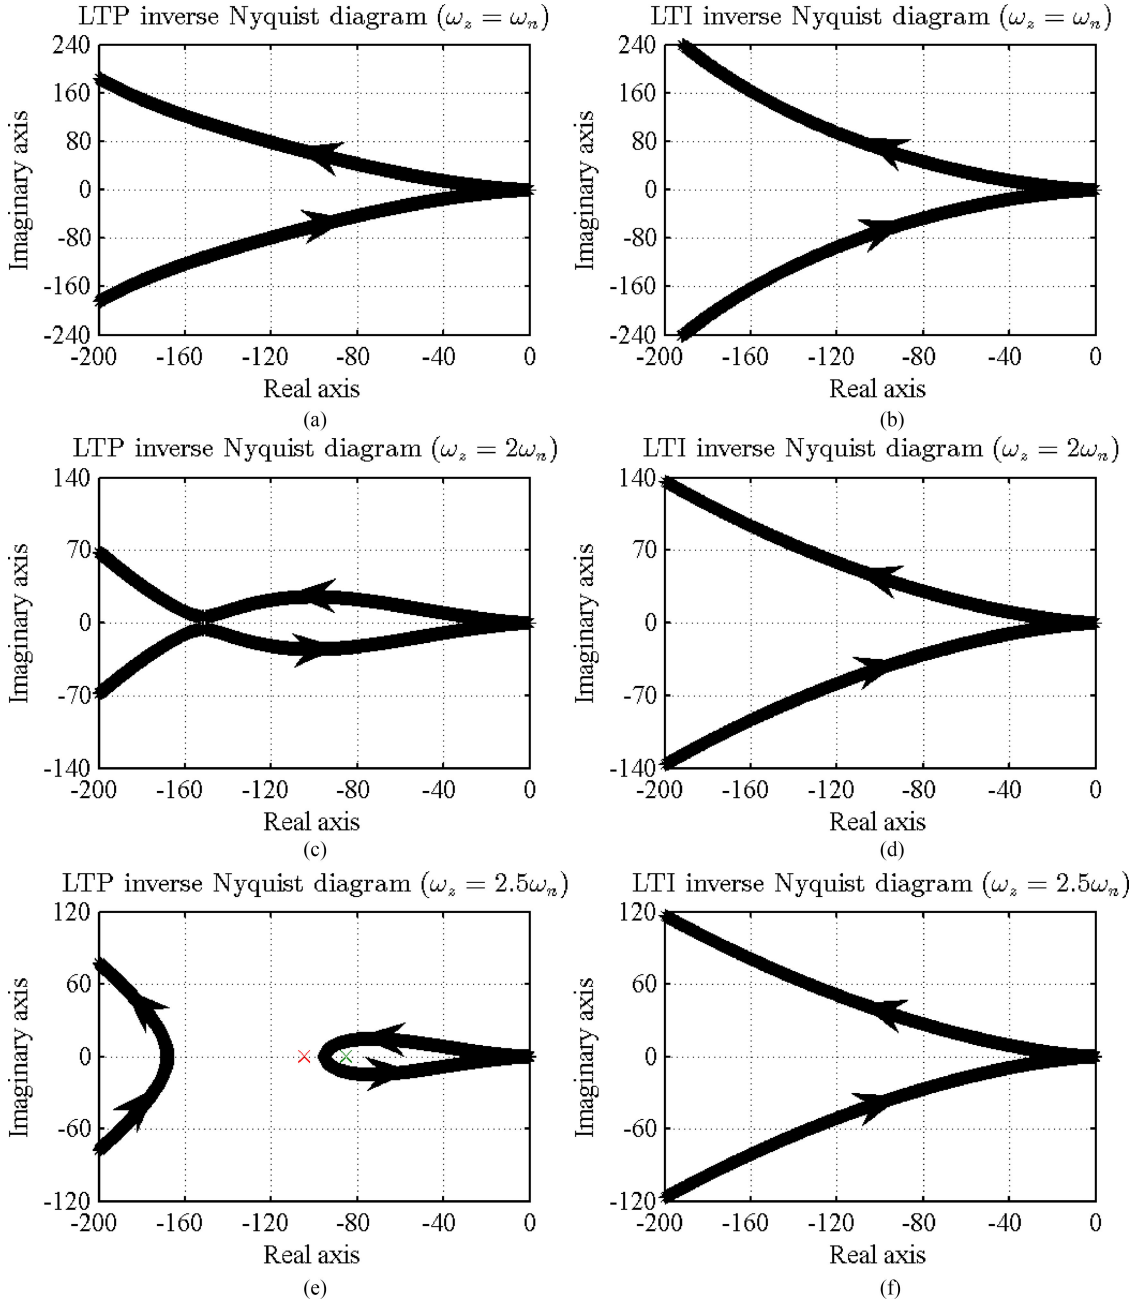 LTP inverse Nyquist diagram (ω_z = ω_n)
240
160
80
0
-80
-160
-240
Imaginary axis
-200 -160 -120 -80 -40 0
Real axis
(a)
LTI inverse Nyquist diagram (ω_z = ω_n)
240
160
80
0
-80
-160
-240
Imaginary axis
-200 -160 -120 -80 -40 0
Real axis
(b)
LTP inverse Nyquist diagram (ω_z = 2ω_n)
140
70
0
-70
-140
Imaginary axis
-200 -160 -120 -80 -40 0
Real axis
(c)
LTI inverse Nyquist diagram (ω_z = 2ω_n)
140
70
0
-70
-140
Imaginary axis
-200 -160 -120 -80 -40 0
Real axis
(d)
LTP inverse Nyquist diagram (ω_z = 2.5ω_n)
120
60
0
-60
-120
Imaginary axis
-200 -160 -120 -80 -40 0
Real axis
(e)
LTI inverse Nyquist diagram (ω_z = 2.5ω_n)
120
60
0
-60
-120
Imaginary axis
-200 -160 -120 -80 -40 0
Real axis
(f)